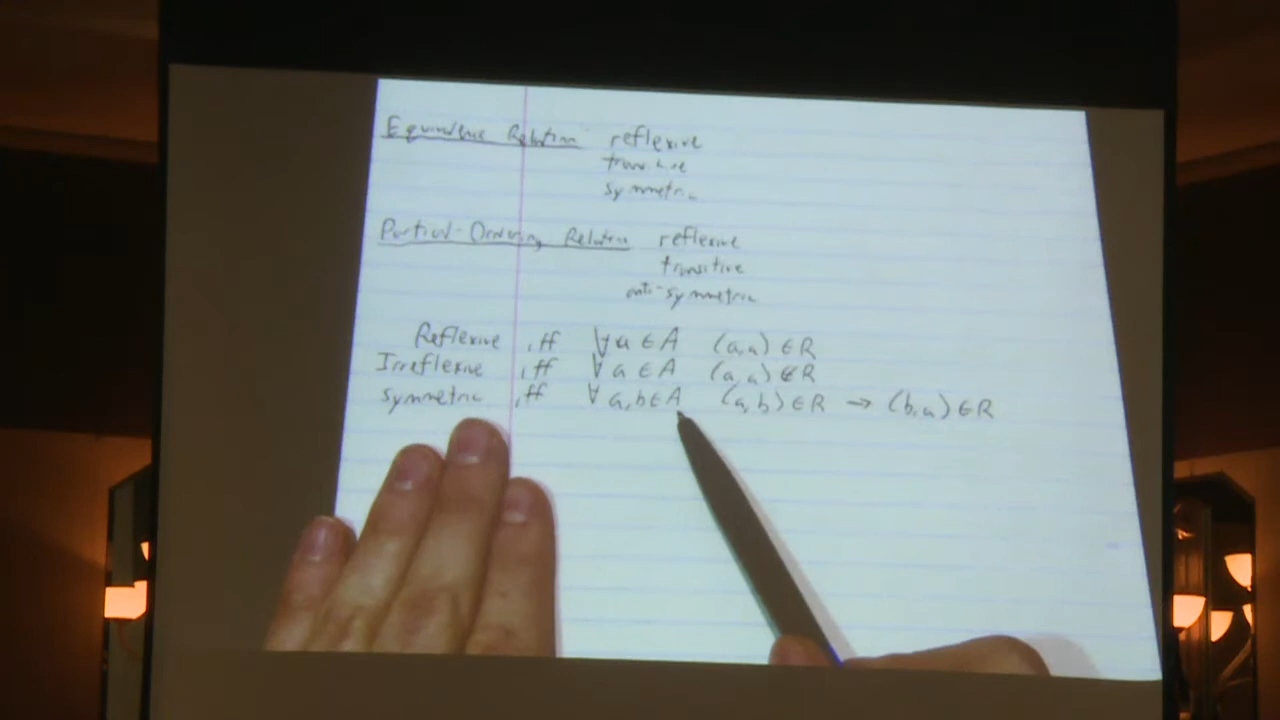 Equivalence Relation reflexive
transitive
symmetric
Partial-Ordering Relation reflexive
transitive
anti-symmetric
Reflexive iff ∀ a ∈ A (a,a) ∈ R
Irreflexive iff ∀ a ∈ A (a,a) ∉ R
symmetric iff ∀ a,b ∈ A (a,b) ∈ R → (b,a) ∈ R